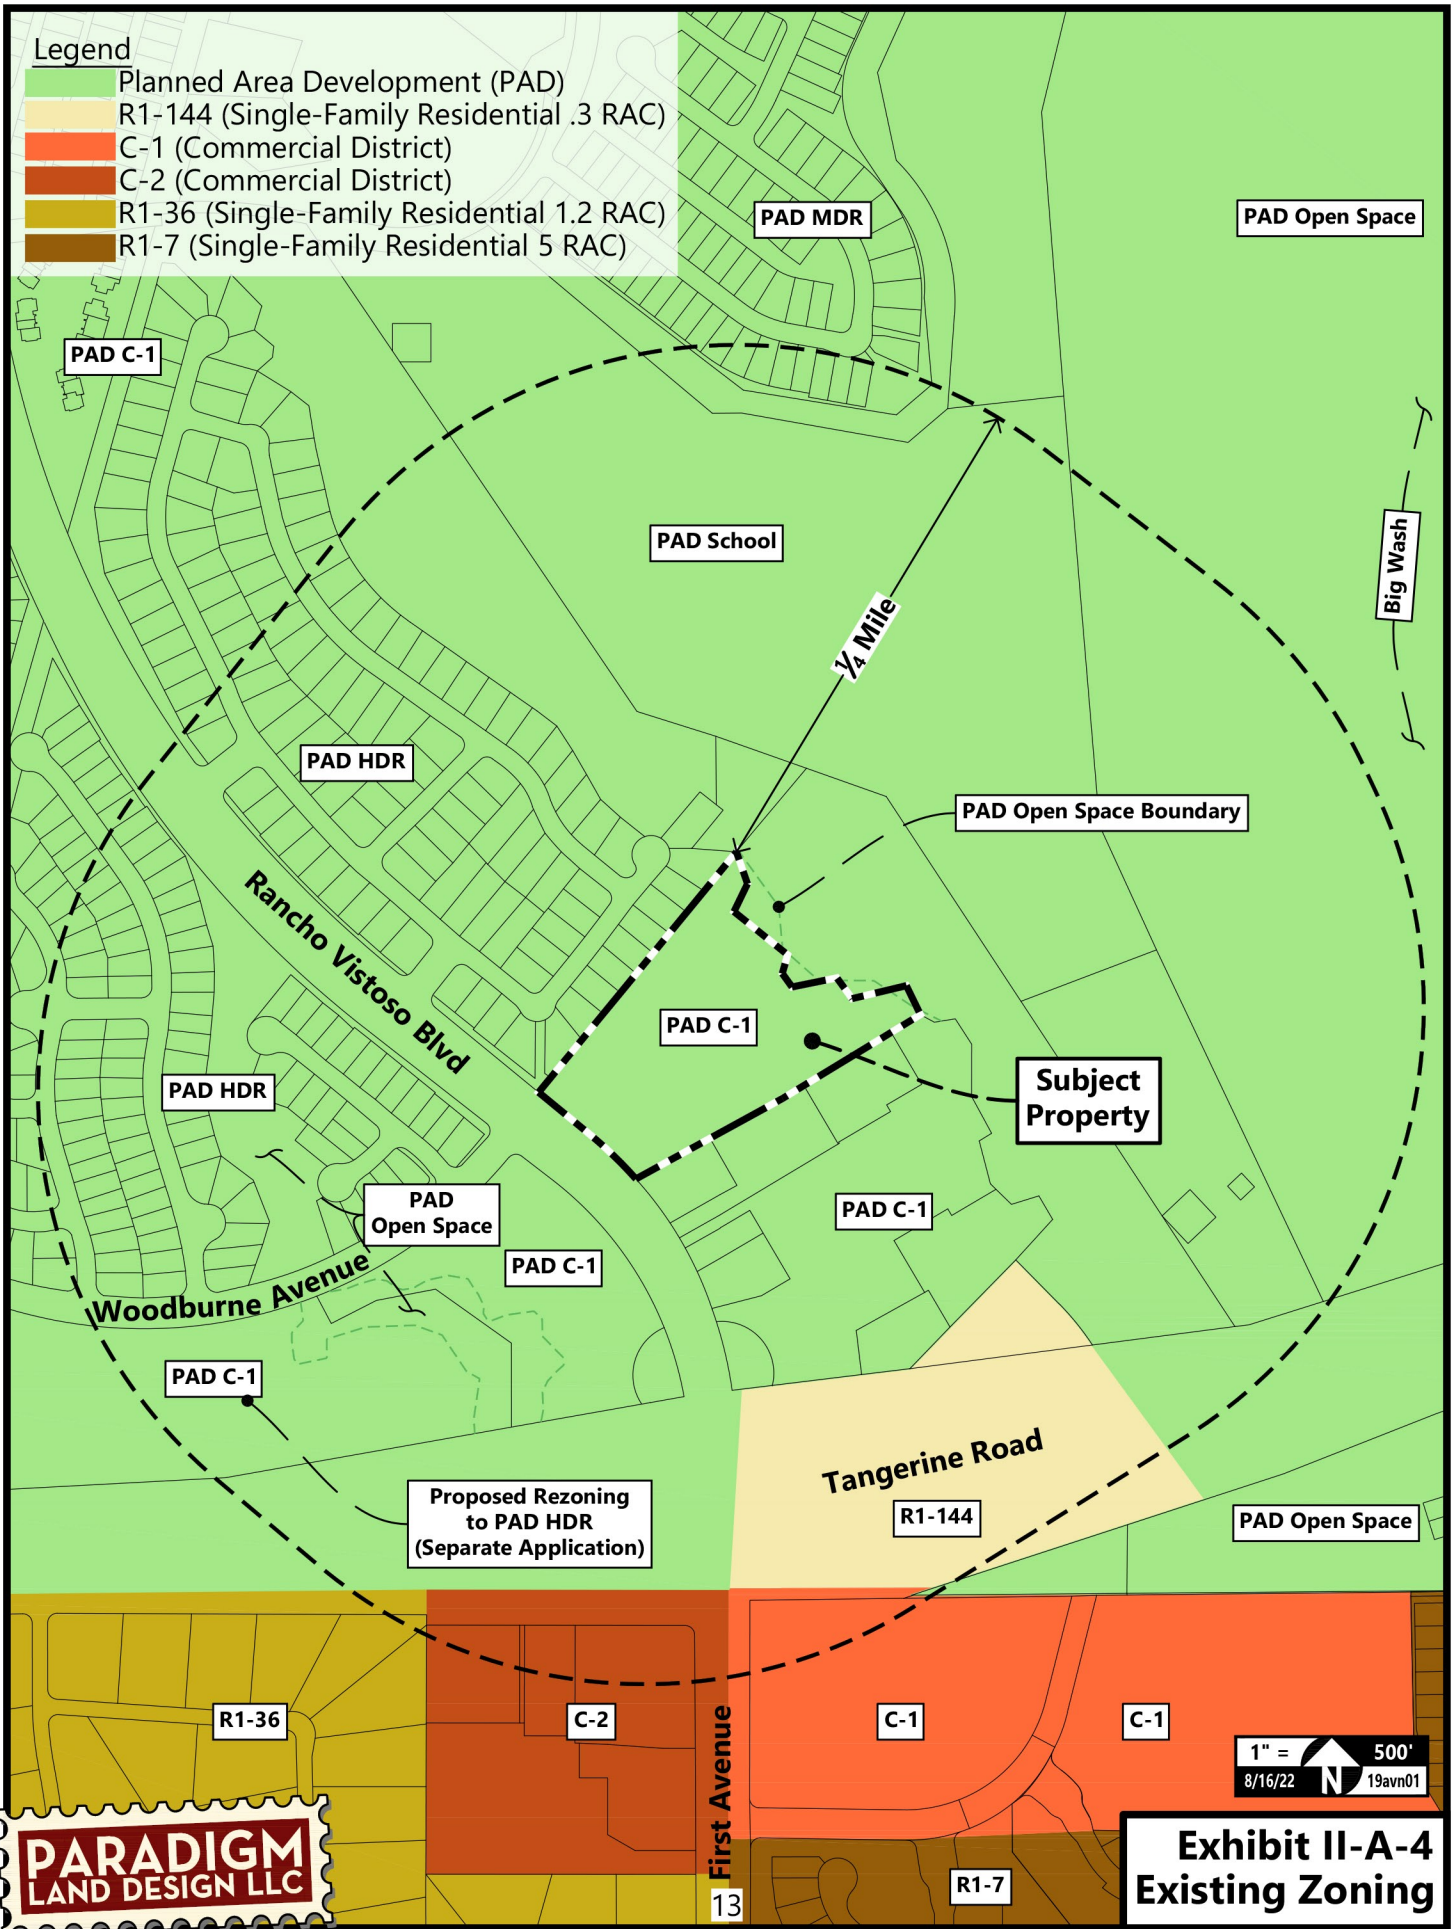 Legend
Planned Area Development (PAD)
R1-144 (Single-Family Residential .3 RAC)
C-1 (Commercial District)
C-2 (Commercial District)
R1-36 (Single-Family Residential 1.2 RAC)
R1-7 (Single-Family Residential 5 RAC)
PAD MDR
PAD Open Space
PAD C-1
PAD School
Big Wash
¼ Mile
PAD HDR
PAD Open Space Boundary
Rancho Vistoso Blvd
PAD C-1
Subject
Property
PAD HDR
PAD
Open Space
PAD C-1
PAD C-1
Woodburne Avenue
PAD C-1
Tangerine Road
Proposed Rezoning
to PAD HDR
(Separate Application)
R1-144
PAD Open Space
R1-36
C-2
C-1
C-1
First Avenue
1" = 500'
8/16/22 N 19avn01
PARADIGM
LAND DESIGN LLC
R1-7
13
Exhibit II-A-4
Existing Zoning